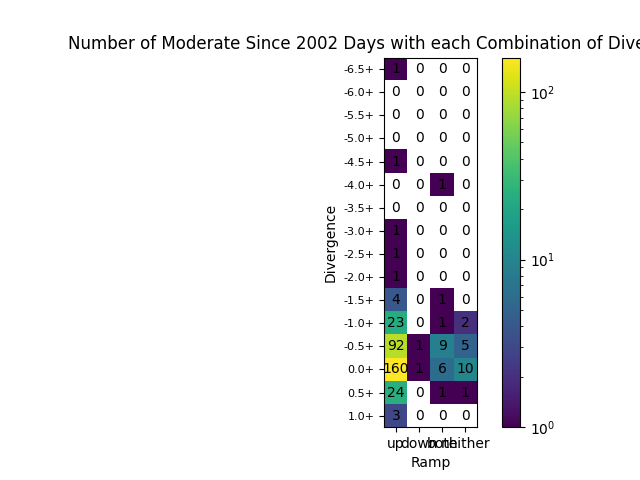 Number of Moderate Since 2002 Days with each Combination of Dive
-6.5+ 1 0 0 0
-6.0+ 0 0 0 0
-5.5+ 0 0 0 0
-5.0+ 0 0 0 0
-4.5+ 1 0 0 0
-4.0+ 0 0 1 0
-3.5+ 0 0 0 0
-3.0+ 1 0 0 0
-2.5+ 1 0 0 0
-2.0+ 1 0 0 0
-1.5+ 4 0 1 0
-1.0+ 23 0 1 2
-0.5+ 92 1 9 5
0.0+ 160 1 6 10
0.5+ 24 0 1 1
1.0+ 3 0 0 0
up down both neither
Ramp
Divergence
10²
10¹
10⁰